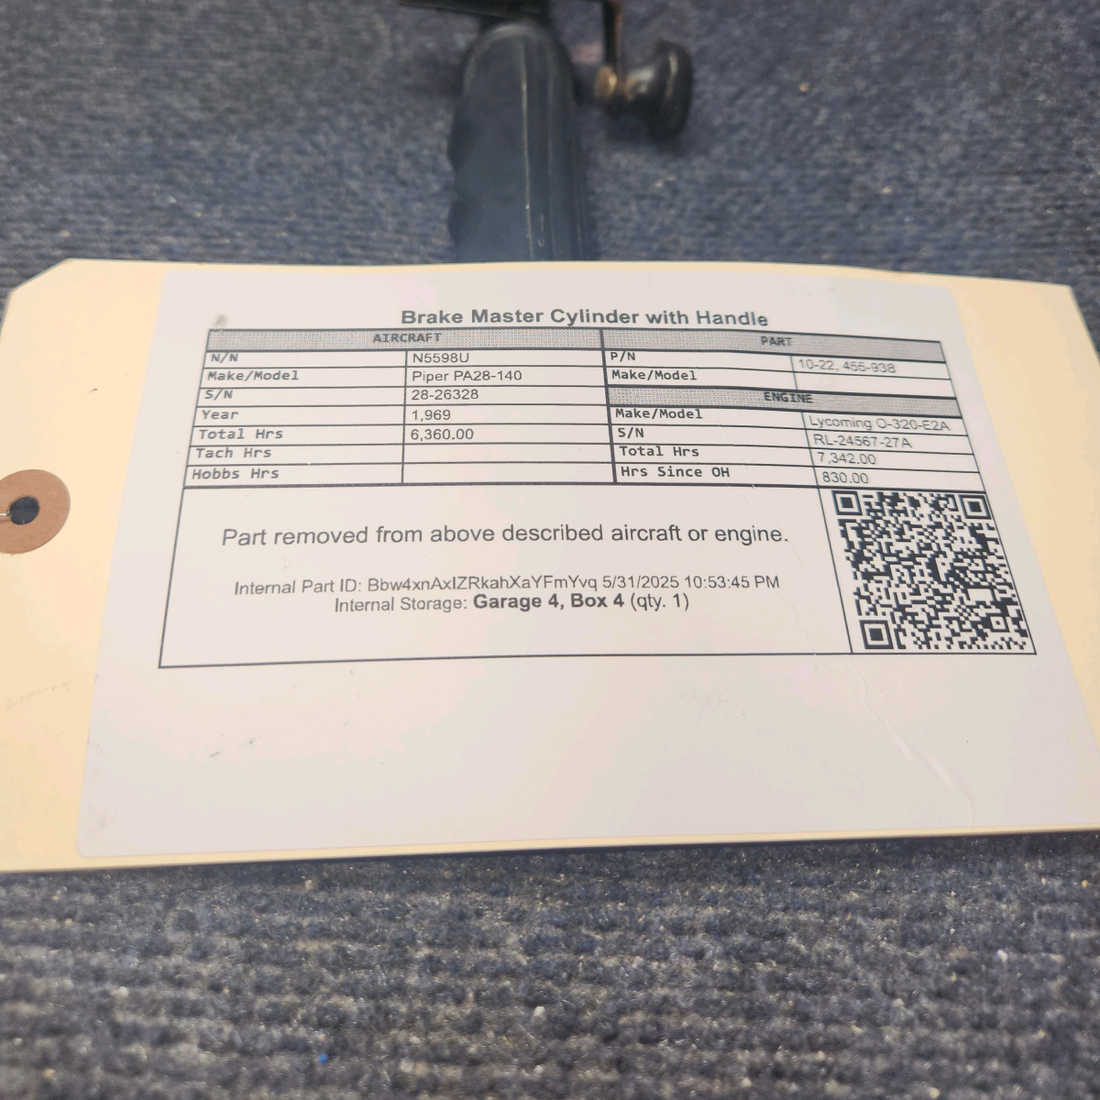 Brake Master Cylinder with Handle
AIRCRAFT PART
N/N N5598U P/N 10-22, 455-938
Make/Model Piper PA28-140 Make/Model
S/N 28-26328 ENGINE
Year 1,969 Make/Model Lycoming O-320-E2A
Total Hrs 6,360.00 S/N RL-24567-27A
Tach Hrs Total Hrs 7,342.00
Hobbs Hrs Hrs Since OH 830.00
Part removed from above described aircraft or engine.
Internal Part ID: Bbw4xnAxIZRkahXaYFmYvq 5/31/2025 10:53:45 PM
Internal Storage: Garage 4, Box 4 (qty. 1)